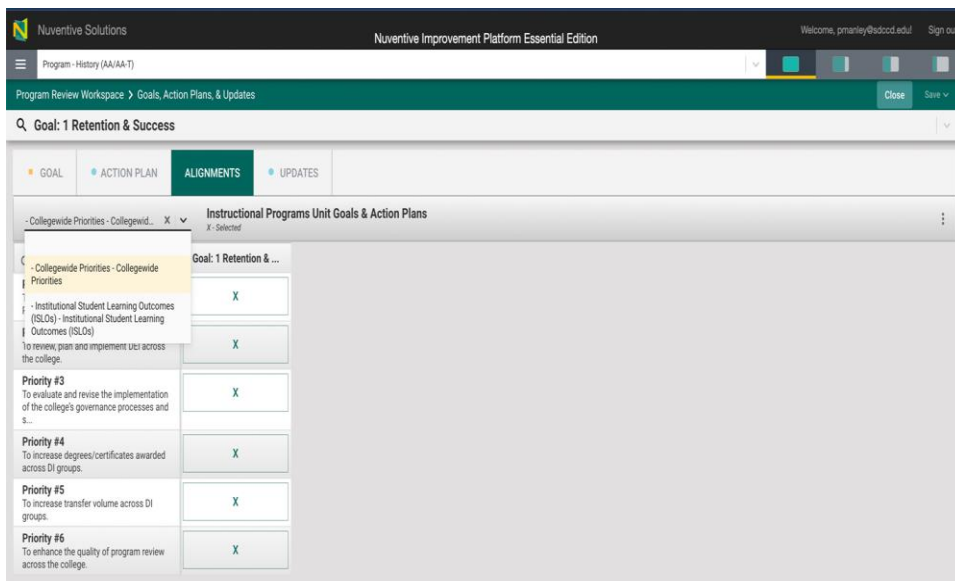 Nuventive Solutions
Nuventive Improvement Platform Essential Edition
Welcome, pmanley@sdccd.edu!
Sign ou
Program - History (AA/AA-T)
Program Review Workspace > Goals, Action Plans, & Updates
Close
Save
Goal: 1 Retention & Success
GOAL
ACTION PLAN
ALIGNMENTS
UPDATES
- Collegewide Priorities - Collegewid... X
Instructional Programs Unit Goals & Action Plans
X - Selected
- Collegewide Priorities - Collegewide
Priorities
- Institutional Student Learning Outcomes
(ISLOs) - Institutional Student Learning
Outcomes (ISLOs)
Goal: 1 Retention & ...
X
To review, plan and implement DEI across
the college.
X
Priority #3
To evaluate and revise the implementation
of the college's governance processes and
s...
X
Priority #4
To increase degrees/certificates awarded
across DI groups.
X
Priority #5
To increase transfer volume across DI
groups.
X
Priority #6
To enhance the quality of program review
across the college.
X